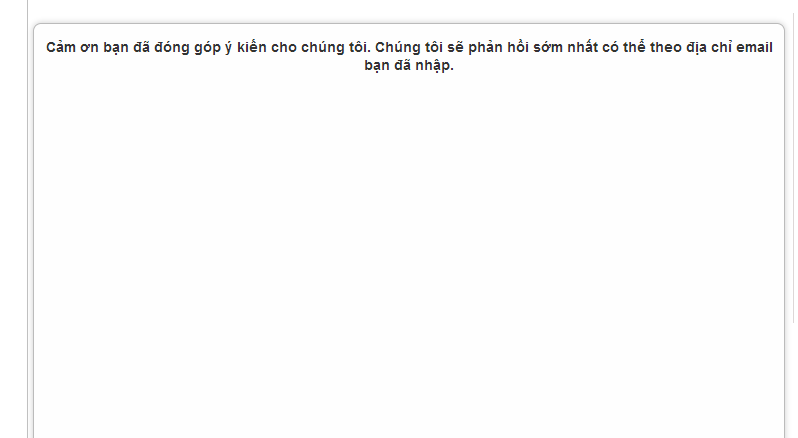 Cảm ơn bạn đã đóng góp ý kiến cho chúng tôi. Chúng tôi sẽ phản hồi sớm nhất có thể theo địa chỉ email
bạn đã nhập.